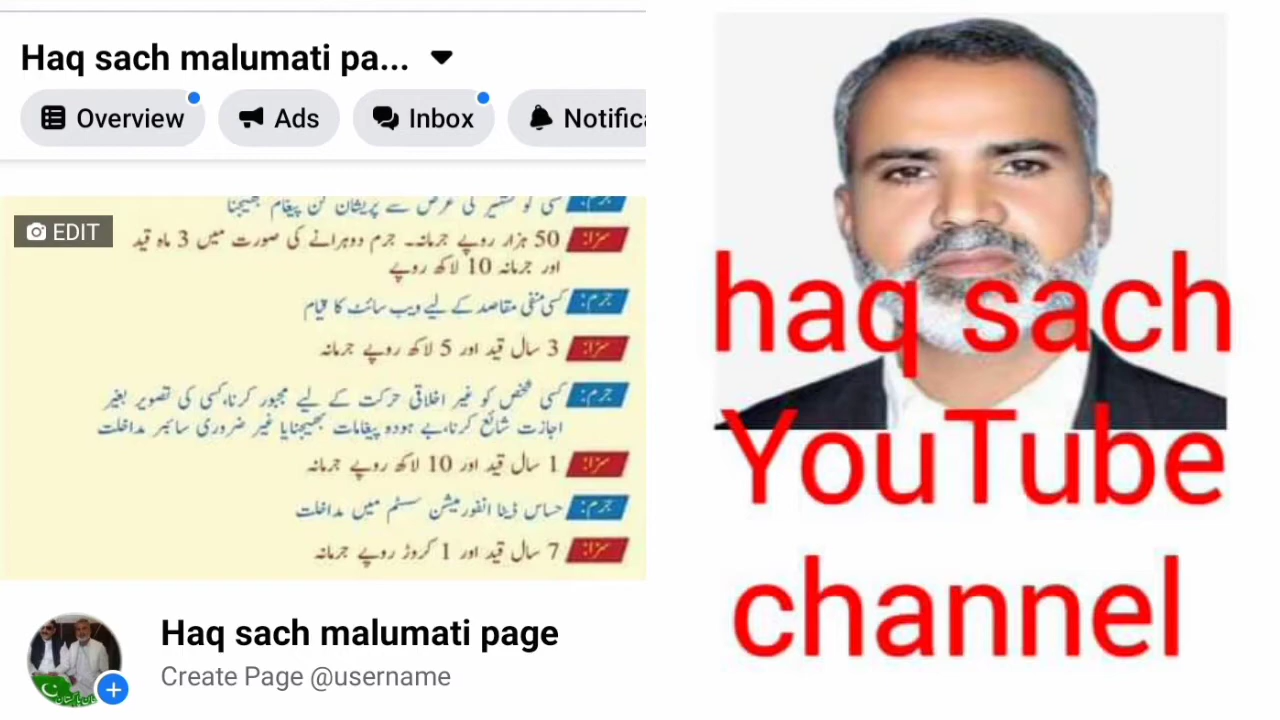 Haq sach malumati pa...
Overview
Ads
Inbox
Notific
EDIT
جرم: کسی کو تشہیر کی غرض سے پریشان کن پیغام بھیجنا
سزا: 50 ہزار روپے جرمانہ۔ جرم دوہرانے کی صورت میں 3 ماہ قید
اور جرمانہ 10 لاکھ روپے
جرم: کسی منفی مقاصد کے لیے ویب سائٹ کا قیام
سزا: 3 سال قید اور 5 لاکھ روپے جرمانہ
جرم: کسی شخص کو غیر اخلاقی حرکت کے لیے مجبور کرنا،کسی کی تصویر بغیر
اجازت شائع کرنا،بے ہودہ پیغامات بھیجنایا غیر ضروری سائبر مداخلت
سزا: 1 سال قید اور 10 لاکھ روپے جرمانہ
جرم: حساس ڈیٹا انفورمیشن سسٹم میں مداخلت
سزا: 7 سال قید اور 1 کروڑ روپے جرمانہ
Haq sach malumati page
Create Page @username
haq sach
YouTube
channel